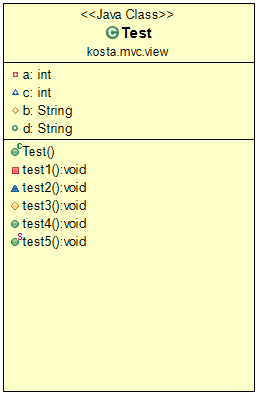 <<Java Class>>
C Test
kosta.mvc.view
a: int
c: int
b: String
d: String
C Test()
test1():void
test2():void
test3():void
test4():void
S test5():void